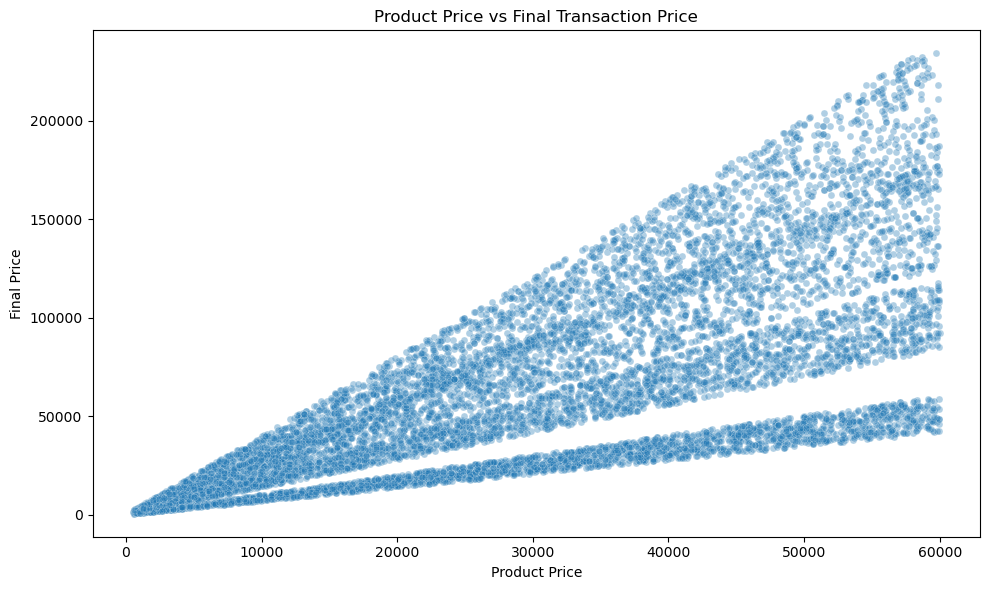 Product Price vs Final Transaction Price
200000
150000
100000
50000
0
Final Price
0 10000 20000 30000 40000 50000 60000
Product Price